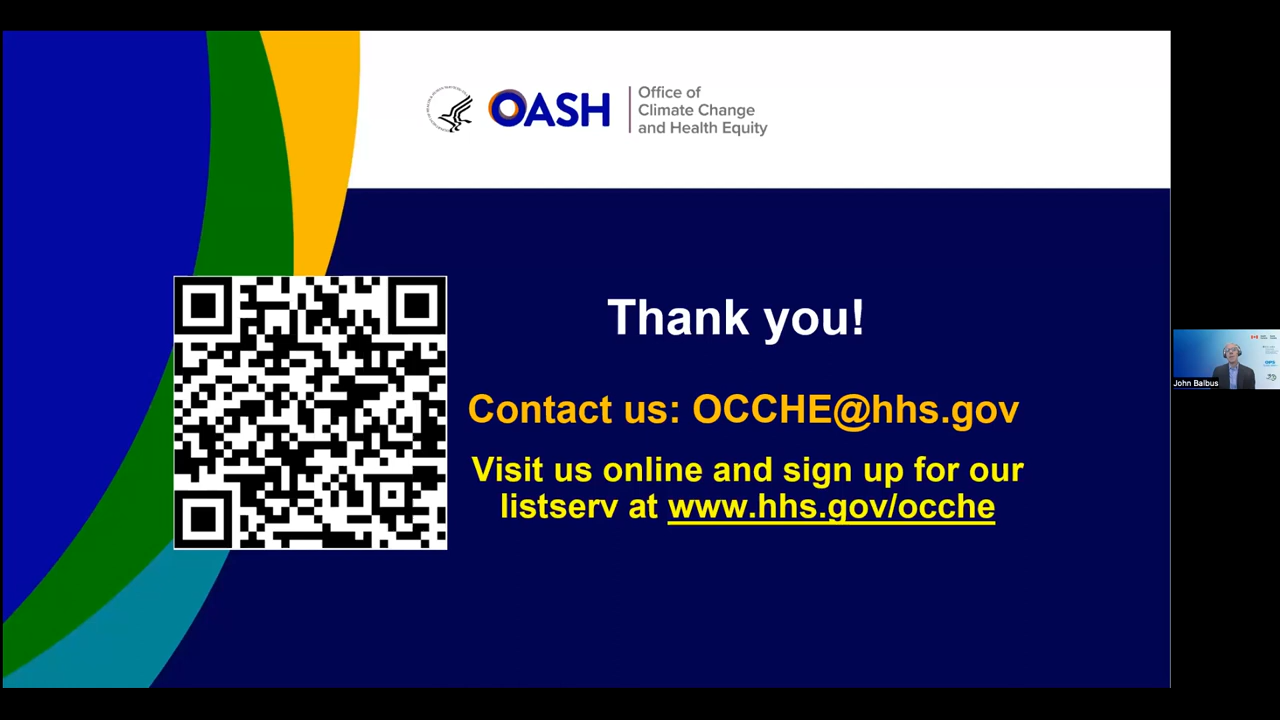 OASH
Office of
Climate Change
and Health Equity
Thank you!
Contact us: OCCHE@hhs.gov
Visit us online and sign up for our
listserv at www.hhs.gov/ocche
John Balbus